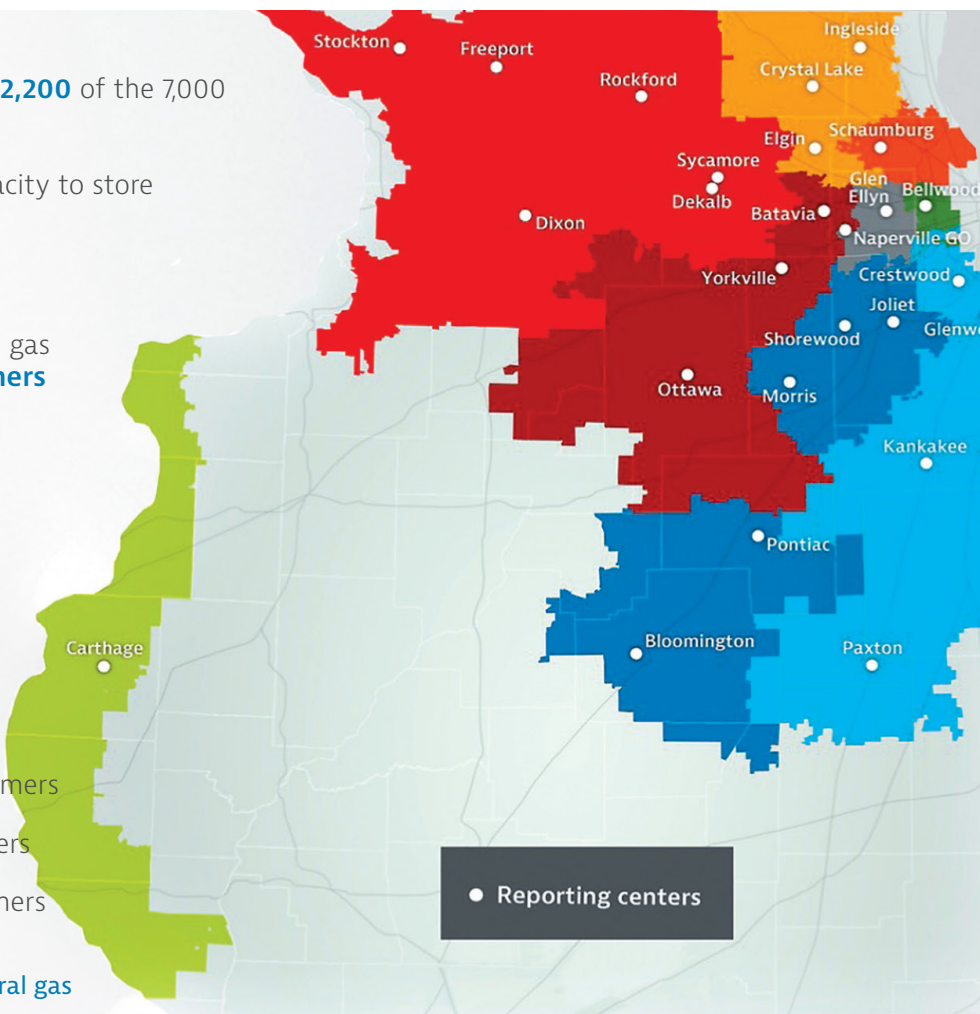 2,200 of the 7,000
acity to store
gas
ners
mers
ers
ners
ral gas
Stockton
Freeport
Rockford
Ingleside
Crystal Lake
Elgin
Schaumburg
Sycamore
Dekalb
Glen
Ellyn
Bellwood
Batavia
Dixon
Naperville GO
Yorkville
Crestwood
Joliet
Shorewood
Glenwo
Ottawa
Morris
Kankakee
Pontiac
Carthage
Bloomington
Paxton
Reporting centers